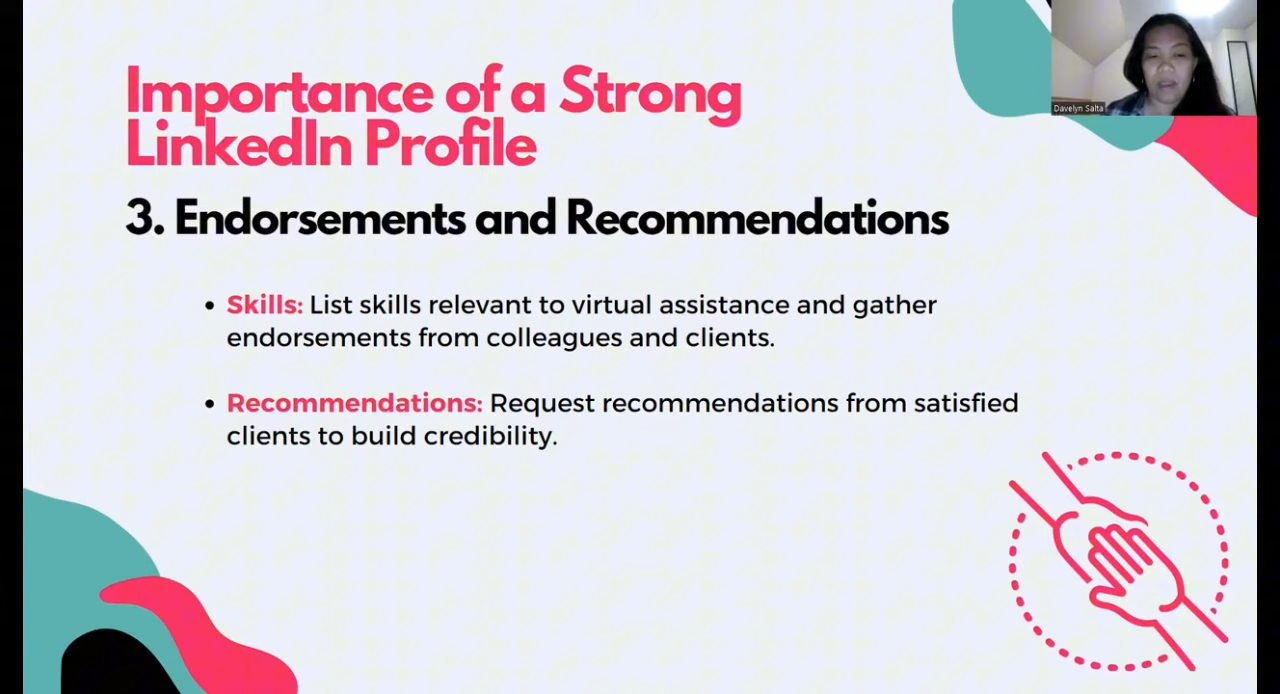 Importance of a Strong
LinkedIn Profile
3. Endorsements and Recommendations
• Skills: List skills relevant to virtual assistance and gather
endorsements from colleagues and clients.
• Recommendations: Request recommendations from satisfied
clients to build credibility.
Davelyn Salta